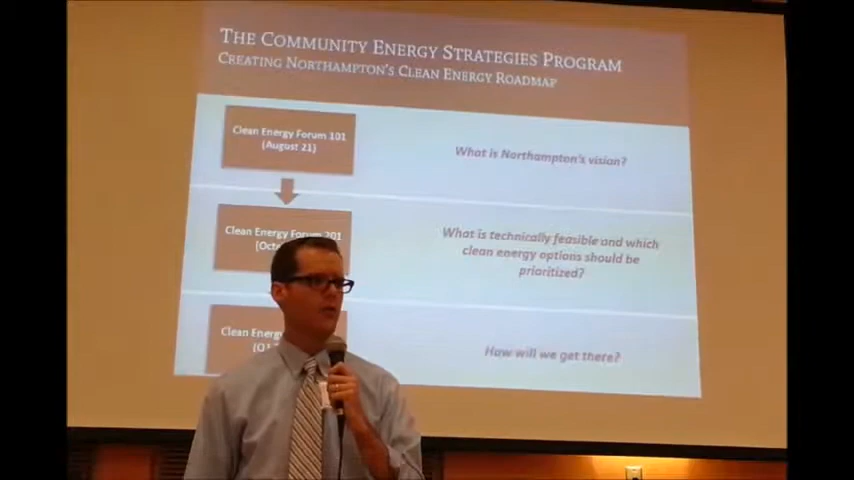 THE COMMUNITY ENERGY STRATEGIES PROGRAM
CREATING NORTHAMPTON'S CLEAN ENERGY ROADMAP
Clean Energy Forum 101
(August 21)
What is Northampton's vision?
Clean Energy Forum 201
What is technically feasible and which
clean energy options should be
prioritized?
Clean
How will we get there?